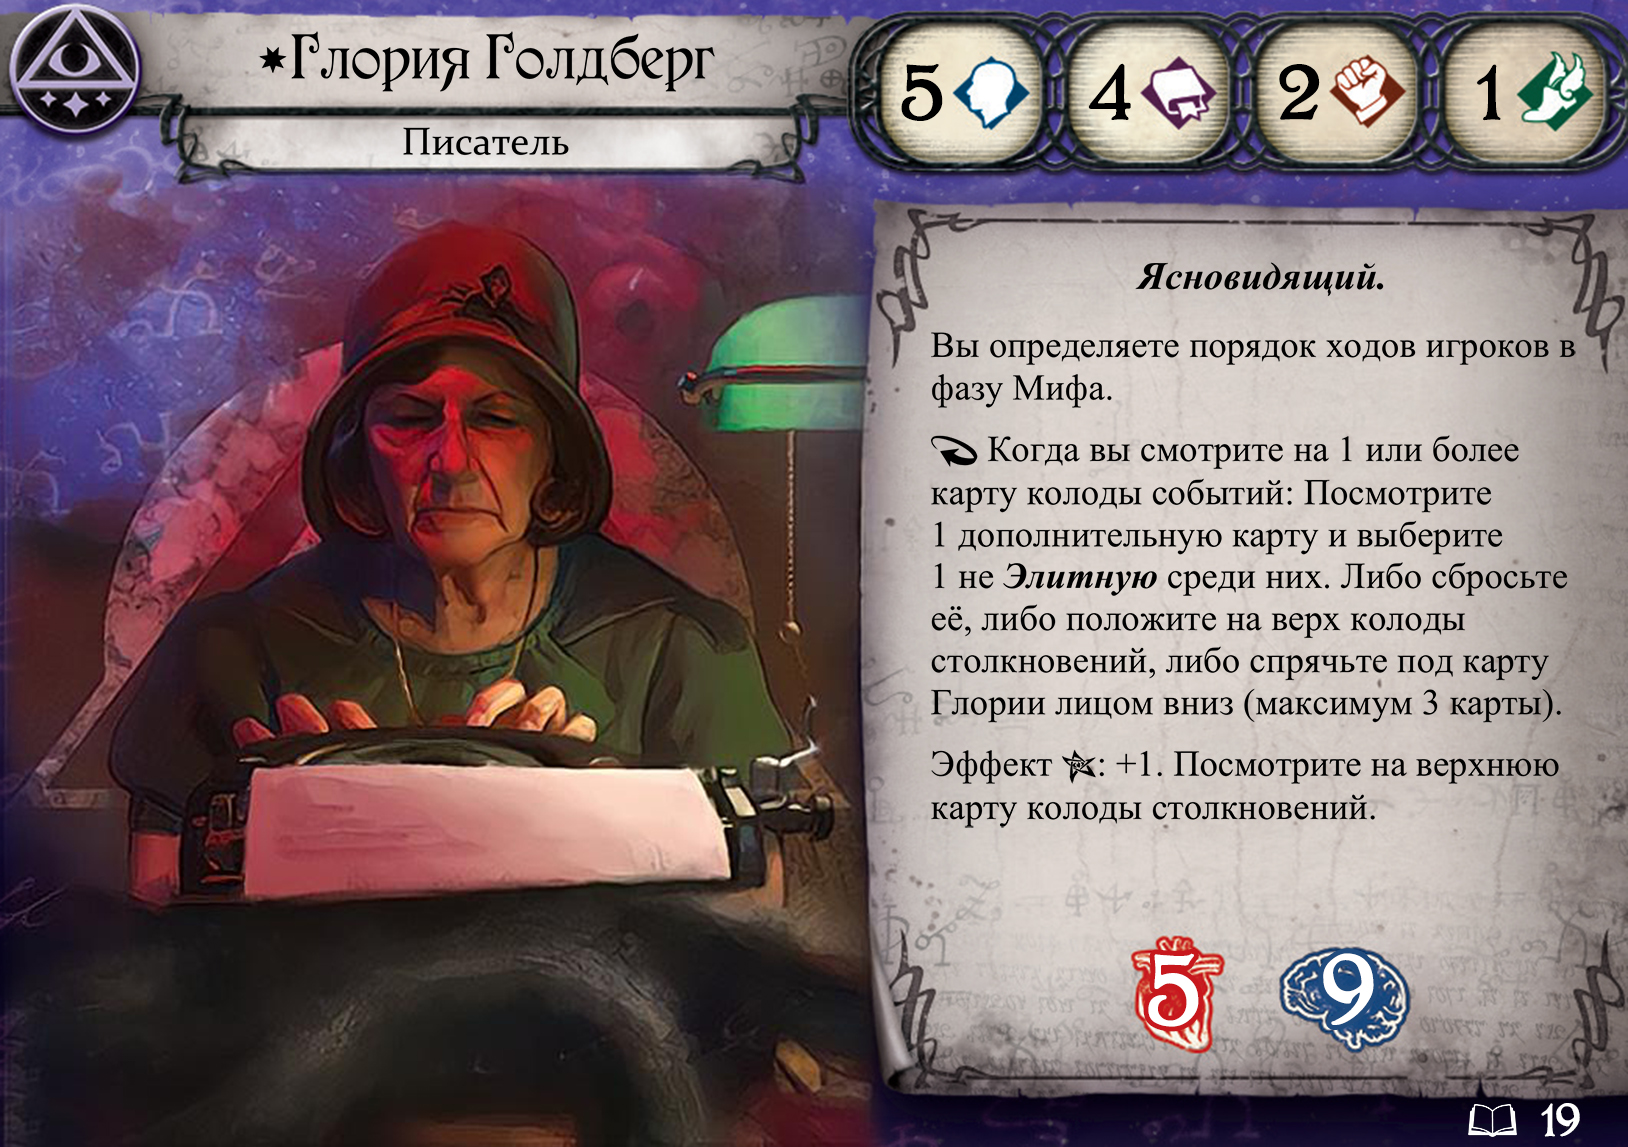 Глория Голдберг
Писатель
5 4 2 1
Ясновидящий.
Вы определяете порядок ходов игроков в
фазу Мифа.
Когда вы смотрите на 1 или более
карту колоды событий: Посмотрите
1 дополнительную карту и выберите
1 не Элитную среди них. Либо сбросьте
её, либо положите на верх колоды
столкновений, либо спрячьте под карту
Глории лицом вниз (максимум 3 карты).
Эффект : +1. Посмотрите на верхнюю
карту колоды столкновений.
5 9
19